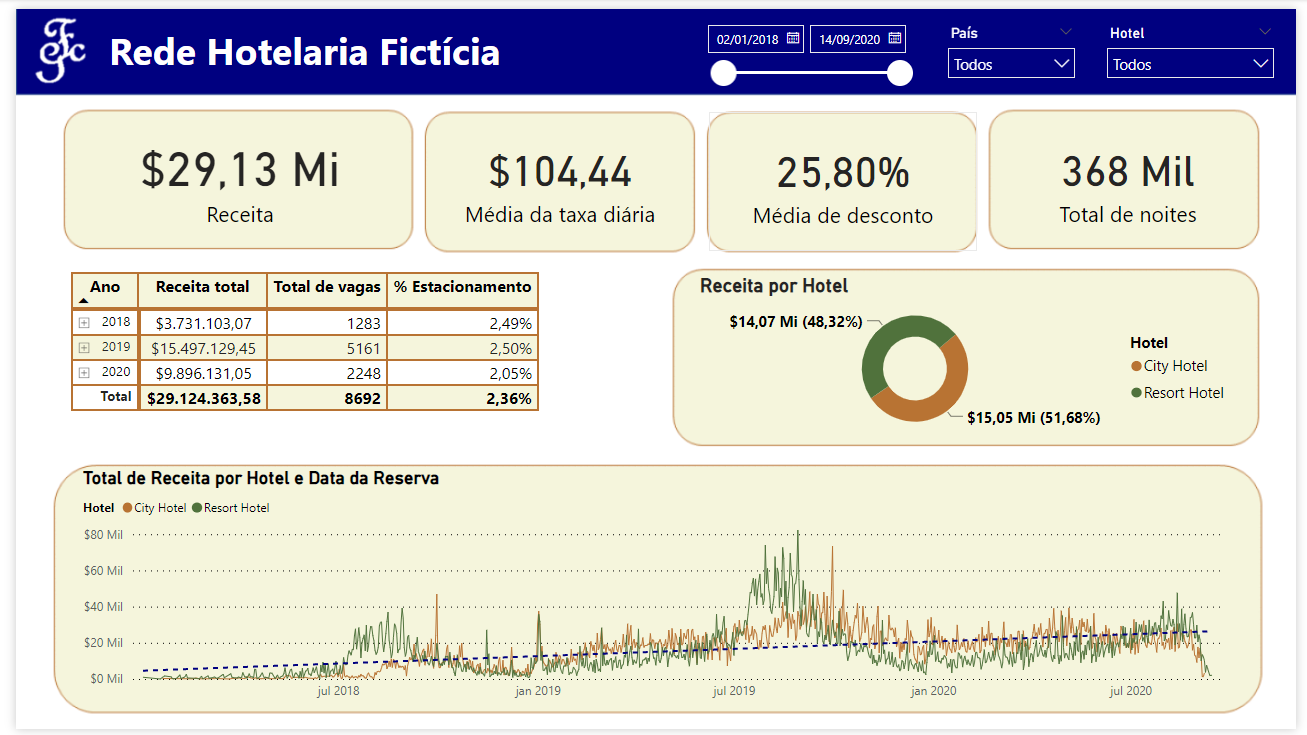 Rede Hotelaria Fictícia
02/01/2018 14/09/2020
País
Todos
Hotel
Todos
$29,13 Mi
Receita
$104,44
Média da taxa diária
25,80%
Média de desconto
368 Mil
Total de noites
Ano Receita total Total de vagas % Estacionamento
2018 $3.731.103,07 1283 2,49%
2019 $15.497.129,45 5161 2,50%
2020 $9.896.131,05 2248 2,05%
Total $29.124.363,58 8692 2,36%
Receita por Hotel
$14,07 Mi (48,32%)
$15,05 Mi (51,68%)
Hotel
City Hotel
Resort Hotel
Total de Receita por Hotel e Data da Reserva
Hotel City Hotel Resort Hotel
$80 Mil
$60 Mil
$40 Mil
$20 Mil
$0 Mil
jul 2018 jan 2019 jul 2019 jan 2020 jul 2020